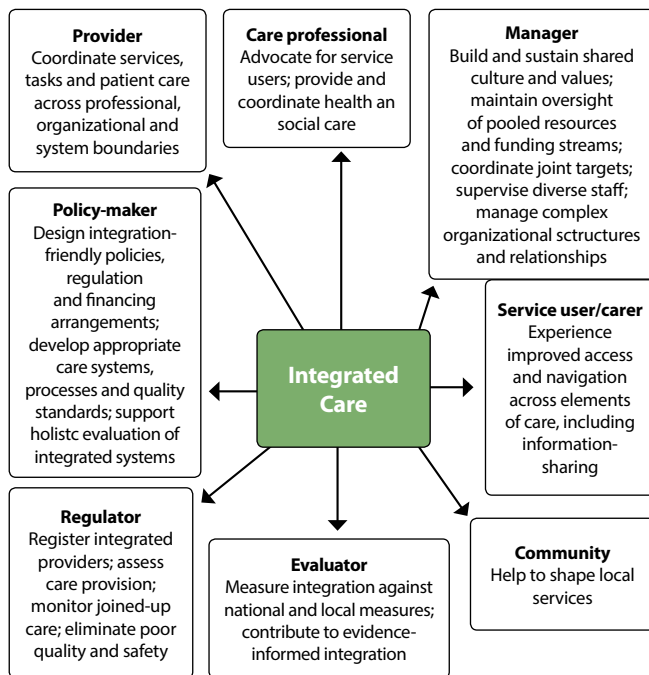 Provider
Coordinate services,
tasks and patient care
across professional,
organizational and
system boundaries
Care professional
Advocate for service
users; provide and
coordinate health an
social care
Manager
Build and sustain shared
culture and values;
maintain oversight
of pooled resources
and funding streams;
coordinate joint targets;
supervise diverse staff;
manage complex
organizational sctructures
and relationships
Policy-maker
Design integration-
friendly policies,
regulation
and financing
arrangements;
develop appropriate
care systems,
processes and quality
standards; support
holistc evaluation of
integrated systems
Integrated
Care
Service user/carer
Experience
improved access
and navigation
across elements
of care, including
information-
sharing
Regulator
Register integrated
providers; assess
care provision;
monitor joined-up
care; eliminate poor
quality and safety
Evaluator
Measure integration against
national and local measures;
contribute to evidence-
informed integration
Community
Help to shape local
services